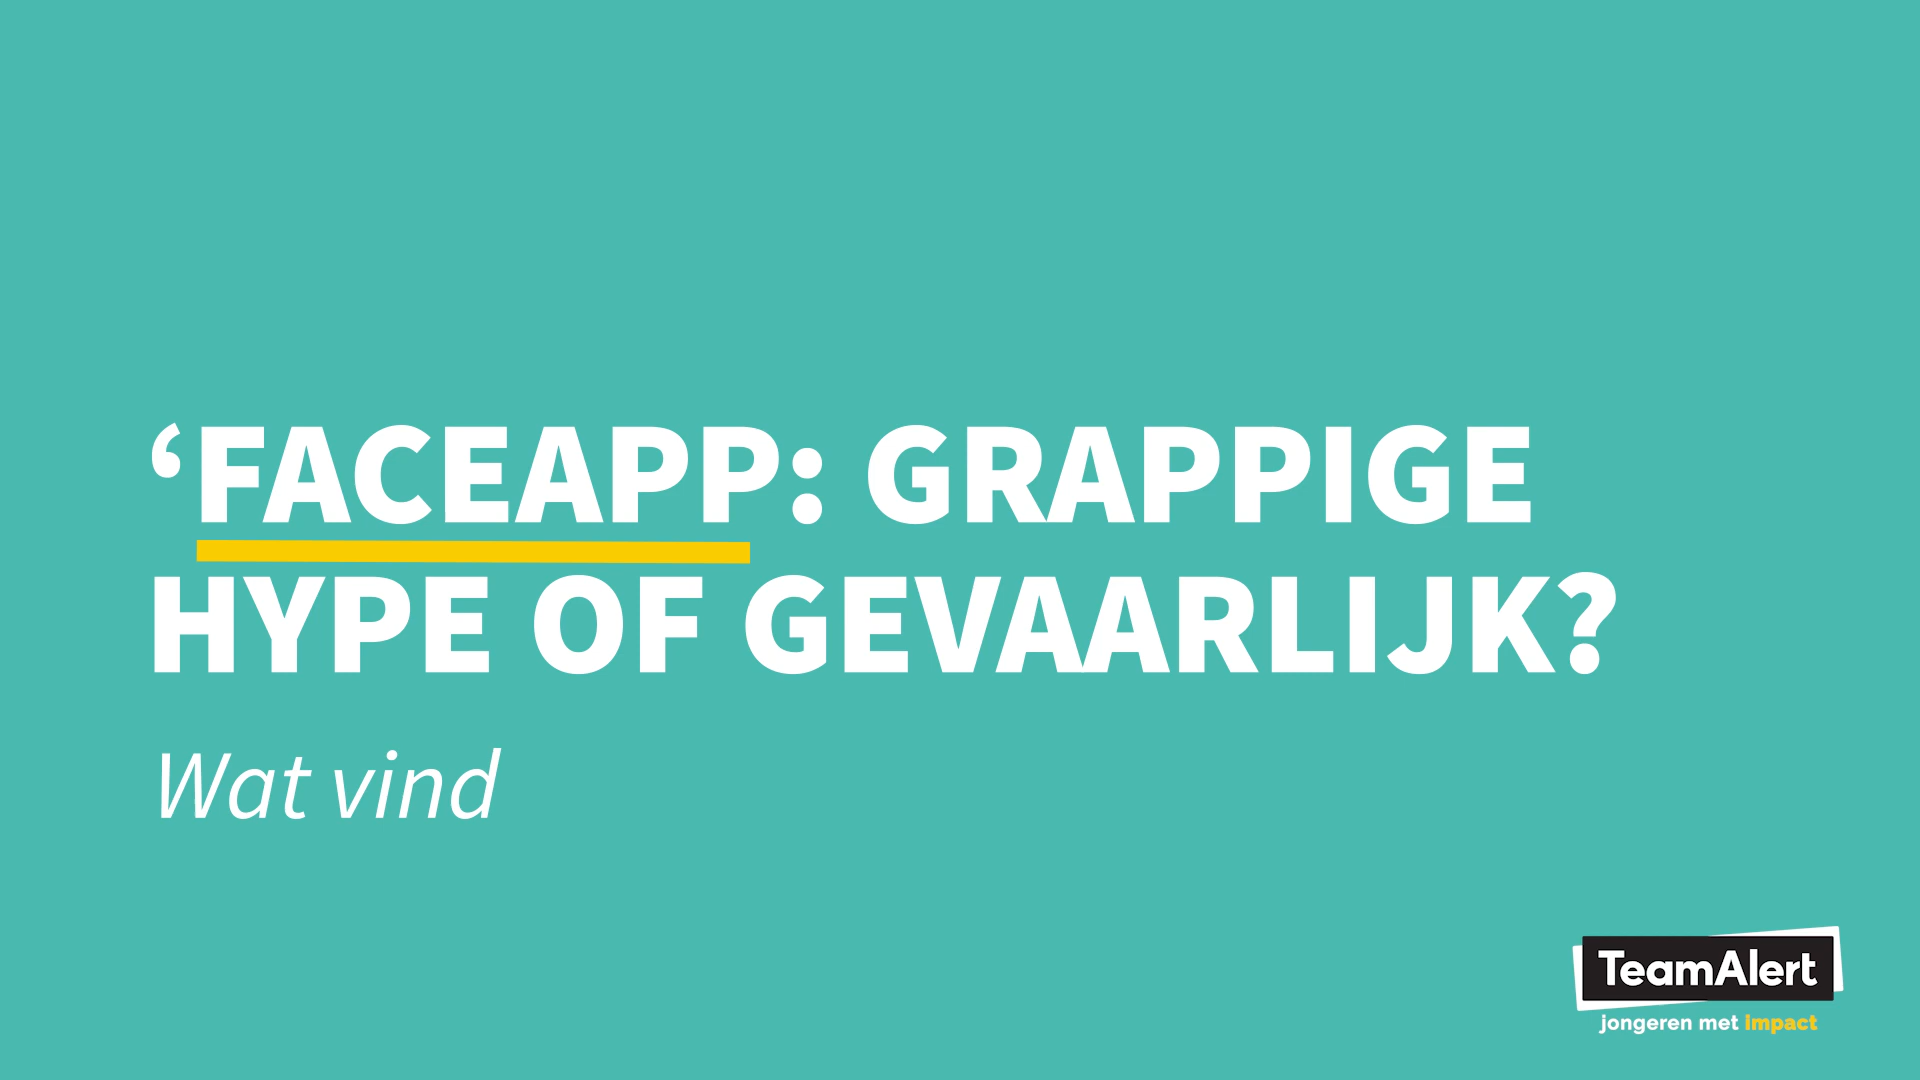 ‘FACEAPP: GRAPPIGE
HYPE OF GEVAARLIJK?
Wat vind
TeamAlert
jongeren met impact